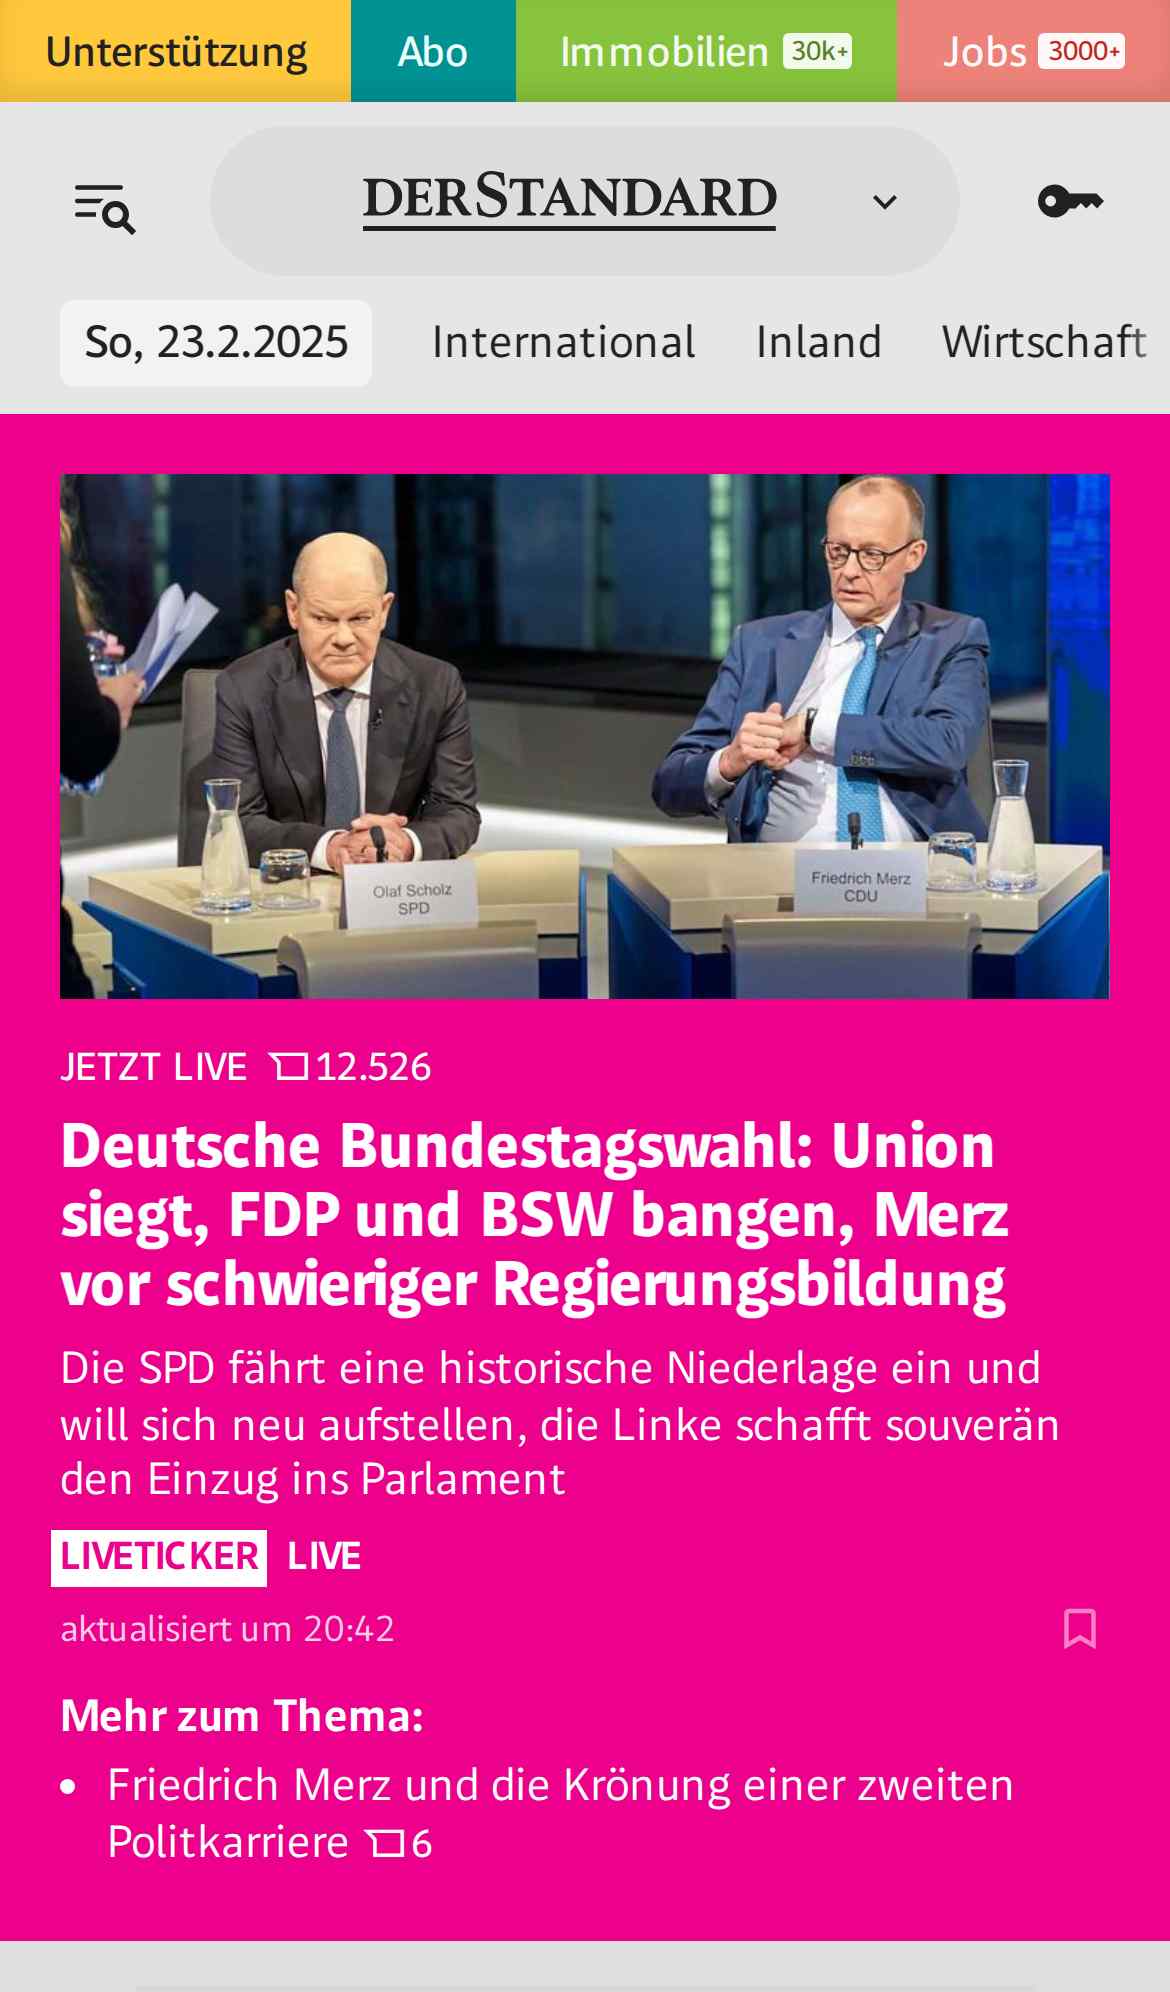 Unterstützung Abo Immobilien 30k+ Jobs 3000+
DERSTANDARD
So, 23.2.2025 International Inland Wirtschaft
Olaf Scholz
SPD
Friedrich Merz
CDU
JETZT LIVE 12.526
Deutsche Bundestagswahl: Union
siegt, FDP und BSW bangen, Merz
vor schwieriger Regierungsbildung
Die SPD fährt eine historische Niederlage ein und
will sich neu aufstellen, die Linke schafft souverän
den Einzug ins Parlament
LIVETICKER LIVE
aktualisiert um 20:42
Mehr zum Thema:
• Friedrich Merz und die Krönung einer zweiten
Politkarriere 6